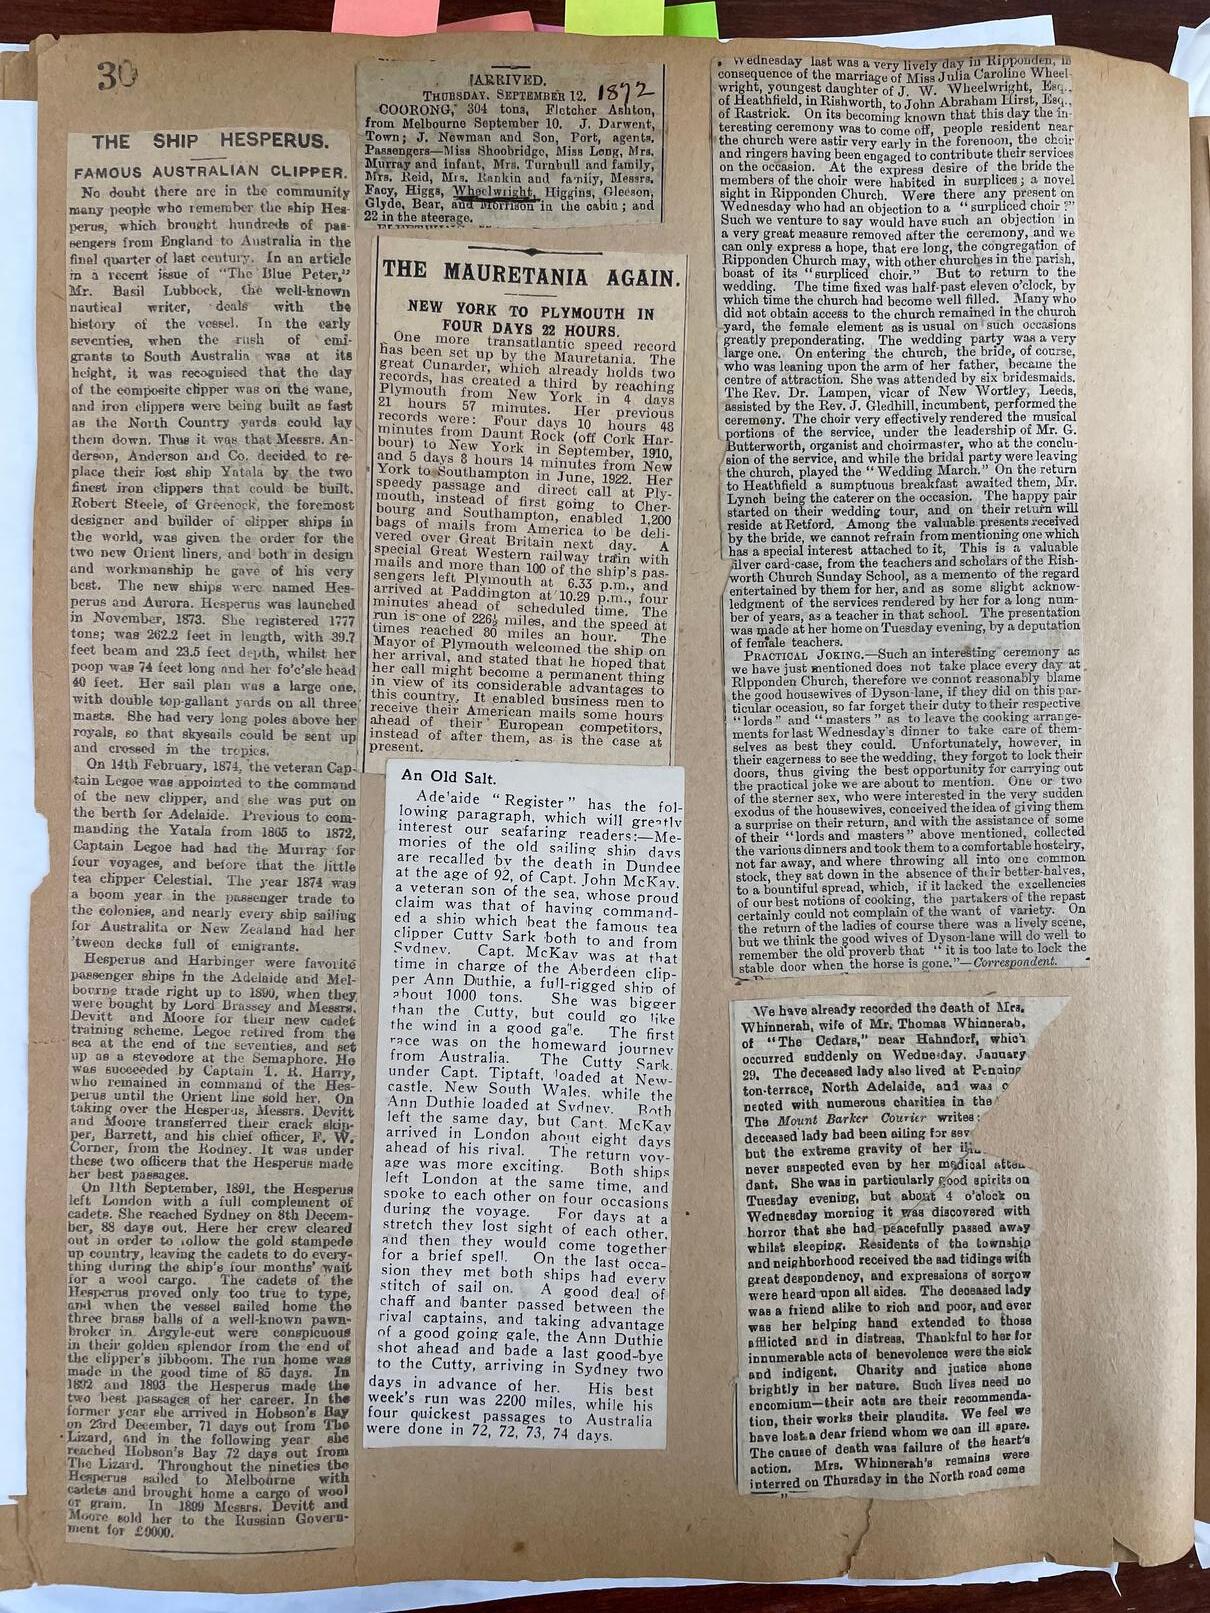 30
THE SHIP HESPERUS.
FAMOUS AUSTRALIAN CLIPPER.
No doubt there are in the community
many people who remember the ship Hes-
perus, which brought hundreds of pas-
sengers from England to Australia in the
final quarter of last century. In an article
in a recent issue of "The Blue Peter,"
Mr. Basil Lubbock, the well-known
nautical writer, deals with the
history of the vessel. In the early
seventies, when the rush of emi-
grants to South Australia was at its
height, it was recognised that the day
of the composite clipper was on the wane,
and iron clippers were being built as fast
as the North Country yards could lay
them down. Thus it was that Messrs. An-
derson, Anderson and Co. decided to re-
place their lost ship Yatala by the two
finest iron clippers that could be built.
Robert Steele, of Greenock, the foremost
designer and builder of clipper ships in
the world, was given the order for the
two new Orient liners, and both in design
and workmanship he gave of his very
best. The new ships were named Hes-
perus and Aurora. Hesperus was launched
in November, 1873. She registered 1777
tons; was 262.2 feet in length, with 39.7
feet beam and 23.5 feet depth, whilst her
poop was 74 feet long and her fo'c'sle head
40 feet. Her sail plan was a large one,
with double top-gallant yards on all three
masts. She had very long poles above her
royals, so that skysails could be sent up
and crossed in the tropics.
On 14th February, 1874, the veteran Cap-
tain Legoe was appointed to the command
of the new clipper, and she was put on
the berth for Adelaide. Previous to com-
manding the Yatala from 1865 to 1872,
Captain Legoe had had the Murray for
four voyages, and before that the little
tea clipper Celestial. The year 1874 was
a boom year in the passenger trade to
the colonies, and nearly every ship sailing
for Australia or New Zealand had her
'tween decks full of emigrants.
Hesperus and Harbinger were favorite
passenger ships in the Adelaide and Mel-
bourne trade right up to 1890, when they
were bought by Lord Brassey and Messrs.
Devitt and Moore for their new cadet
training scheme. Legoe retired from the
sea at the end of the seventies, and set
up as a stevedore at the Semaphore. He
was succeeded by Captain T. R. Harry,
who remained in command of the Hes-
perus until the Orient line sold her. On
taking over the Hesperus, Messrs. Devitt
and Moore transferred their crack skip-
per, Barrett, and his chief officer, F. W.
Corner, from the Rodney. It was under
these two officers that the Hesperus made
her best passages.
On 11th September, 1891, the Hesperus
left London with a full complement of
cadets. She reached Sydney on 8th Decem-
ber, 88 days out. Here her crew cleared
out in order to follow the gold stampede
up country, leaving the cadets to do every-
thing during the ship's four months' wait
for a wool cargo. The cadets of the
Hesperus proved only too true to type,
and when the vessel sailed home the
three brass balls of a well-known pawn-
broker in Argyle-cut were conspicuous
in their golden splendor from the end of
the clipper's jibboom. The run home was
made in the good time of 85 days. In
1892 and 1893 the Hesperus made the
two best passages of her career. In the
former year she arrived in Hobson's Bay
on 23rd December, 71 days out from The
Lizard, and in the following year she
reached Hobson's Bay 72 days out from
The Lizard. Throughout the nineties the
Hesperus sailed to Melbourne with
cadets and brought home a cargo of wool
or grain. In 1899 Messrs. Devitt and
Moore sold her to the Russian Govern-
ment for £9000.
ARRIVED.
THURSDAY, SEPTEMBER 12. 1872
COORONG, 304 tons, Fletcher Ashton,
from Melbourne September 10. J. Darwent,
Town; J. Newman and Son, Port, agents.
Passengers—Miss Shoobridge, Miss Long, Mrs.
Murray and infant, Mrs. Turnbull and family,
Mrs. Reid, Mrs. Rankin and family, Messrs.
Facy, Higgs, Wheelwright, Higgins, Gleeson,
Glyde, Bear, and Morrison in the cabin; and
22 in the steerage.
THE MAURETANIA AGAIN.
NEW YORK TO PLYMOUTH IN
FOUR DAYS 22 HOURS.
One more transatlantic speed record
has been set up by the Mauretania. The
great Cunarder, which already holds two
records, has created a third by reaching
Plymouth from New York in 4 days
21 hours 57 minutes. Her previous
records were: Four days 10 hours 48
minutes from Daunt Rock (off Cork Har-
bour) to New York in September, 1910,
and 5 days 8 hours 14 minutes from New
York to Southampton in June, 1922. Her
speedy passage and direct call at Ply-
mouth, instead of first going to Cher-
bourg and Southampton, enabled 1,200
bags of mails from America to be deli-
vered over Great Britain next day. A
special Great Western railway train with
mails and more than 100 of the ship's pas-
sengers left Plymouth at 6.33 p.m., and
arrived at Paddington at 10.29 p.m., four
minutes ahead of scheduled time. The
run is one of 226½ miles, and the speed at
times reached 80 miles an hour. The
Mayor of Plymouth welcomed the ship on
her arrival, and stated that he hoped that
her call might become a permanent thing
in view of its considerable advantages to
this country. It enabled business men to
receive their American mails some hours
ahead of their European competitors,
instead of after them, as is the case at
present.
An Old Salt.
Adelaide "Register" has the fol-
lowing paragraph, which will greatly
interest our seafaring readers:—Me-
mories of the old sailing ship days
are recalled by the death in Dundee
at the age of 92, of Capt. John McKay,
a veteran son of the sea, whose proud
claim was that of having command-
ed a ship which beat the famous tea
clipper Cutty Sark both to and from
Sydney. Capt. McKay was at that
time in charge of the Aberdeen clip-
per Ann Duthie, a full-rigged ship of
about 1000 tons. She was bigger
than the Cutty, but could go like
the wind in a good gale. The first
race was on the homeward journey
from Australia. The Cutty Sark.
under Capt. Tiptaft, loaded at New-
castle, New South Wales, while the
Ann Duthie loaded at Sydney. Both
left the same day, but Capt. McKay
arrived in London about eight days
ahead of his rival. The return voy-
age was more exciting. Both ships
left London at the same time, and
spoke to each other on four occasions
during the voyage. For days at a
stretch they lost sight of each other,
and then they would come together
for a brief spell. On the last occa-
sion they met both ships had every
stitch of sail on. A good deal of
chaff and banter passed between the
rival captains, and taking advantage
of a good going gale, the Ann Duthie
shot ahead and bade a last good-bye
to the Cutty, arriving in Sydney two
days in advance of her. His best
week's run was 2200 miles, while his
four quickest passages to Australia
were done in 72, 72, 73, 74 days.
Wednesday last was a very lively day in Ripponden, in
consequence of the marriage of Miss Julia Caroline Wheel-
wright, youngest daughter of J. W. Wheelwright, Esq.,
of Heathfield, in Rishworth, to John Abraham Hirst, Esq.,
of Rastrick. On its becoming known that this day the in-
teresting ceremony was to come off, people resident near
the church were astir very early in the forenoon, the choir
and ringers having been engaged to contribute their services
on the occasion. At the express desire of the bride the
members of the choir were habited in surplices; a novel
sight in Ripponden Church. Were there any present on
Wednesday who had an objection to a "surpliced choir?"
Such we venture to say would have such an objection in
a very great measure removed after the ceremony, and we
can only express a hope, that ere long, the congregation of
Ripponden Church may, with other churches in the parish,
boast of its "surpliced choir." But to return to the
wedding. The time fixed was half-past eleven o'clock, by
which time the church had become well filled. Many who
did not obtain access to the church remained in the church
yard, the female element as is usual on such occasions
greatly preponderating. The wedding party was a very
large one. On entering the church, the bride, of course,
who was leaning upon the arm of her father, became the
centre of attraction. She was attended by six bridesmaids.
The Rev. Dr. Lampen, vicar of New Wortley, Leeds,
assisted by the Rev. J. Gledhill, incumbent, performed the
ceremony. The choir very effectively rendered the musical
portions of the service, under the leadership of Mr. G.
Butterworth, organist and choirmaster, who at the conclu-
sion of the service, and while the bridal party were leaving
the church, played the "Wedding March." On the return
to Heathfield a sumptuous breakfast awaited them, Mr.
Lynch being the caterer on the occasion. The happy pair
started on their wedding tour, and on their return will
reside at Retford. Among the valuable presents received
by the bride, we cannot refrain from mentioning one which
has a special interest attached to it, This is a valuable
silver card-case, from the teachers and scholars of the Rish-
worth Church Sunday School, as a memento of the regard
entertained by them for her, and as some slight acknow-
ledgment of the services rendered by her for a long num-
ber of years, as a teacher in that school. The presentation
was made at her home on Tuesday evening, by a deputation
of female teachers.
PRACTICAL JOKING.—Such an interesting ceremony as
we have just mentioned does not take place every day at
Ripponden Church, therefore we cannot reasonably blame
the good housewives of Dyson-lane, if they did on this par-
ticular occasion, so far forget their duty to their respective
"lords" and "masters" as to leave the cooking arrange-
ments for last Wednesday's dinner to take care of them-
selves as best they could. Unfortunately, however, in
their eagerness to see the wedding, they forgot to lock their
doors, thus giving the best opportunity for carrying out
the practical joke we are about to mention. One or two
of the sterner sex, who were interested in the very sudden
exodus of the housewives, conceived the idea of giving them
a surprise on their return, and with the assistance of some
of their "lords and masters" above mentioned, collected
the various dinners and took them to a comfortable hostelry,
not far away, and where throwing all into one common
stock, they sat down in the absence of their better-halves,
to a bountiful spread, which, if it lacked the excellencies
of our best notions of cooking, the partakers of the repast
certainly could not complain of the want of variety. On
the return of the ladies of course there was a lively scene,
but we think the good wives of Dyson-lane will do well to
remember the old proverb that "it is too late to lock the
stable door when the horse is gone."—Correspondent.
We have already recorded the death of Mrs.
Whinnerah, wife of Mr. Thomas Whinnerah,
of "The Cedars," near Hahndorf, which
occurred suddenly on Wednesday, January
29. The deceased lady also lived at Penning
ton-terrace, North Adelaide, and was
nected with numerous charities in the
The Mount Barker Courier writes:
deceased lady had been ailing for sev
but the extreme gravity of her
never suspected even by her medical atten
dant. She was in particularly good spirits on
Tuesday evening, but about 4 o'clock on
Wednesday morning it was discovered with
horror that she had peacefully passed away
whilst sleeping. Residents of the township
and neighborhood received the sad tidings with
great despondency, and expressions of sorrow
were heard upon all sides. The deceased lady
was a friend alike to rich and poor, and ever
was her helping hand extended to those
afflicted and in distress. Thankful to her for
innumerable acts of benevolence were the sick
and indigent. Charity and justice shone
brightly in her nature. Such lives need no
encomium—their acts are their recommenda-
tion, their works their plaudits. We feel we
have lost a dear friend whom we can ill spare.
The cause of death was failure of the heart's
action. Mrs. Whinnerah's remains were
interred on Thursday in the North road ceme